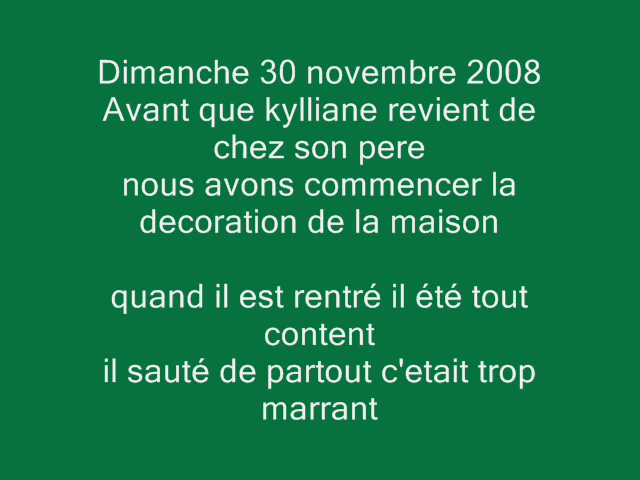 Dimanche 30 novembre 2008
Avant que kylliane revient de
chez son pere
nous avons commencer la
decoration de la maison
quand il est rentré il été tout
content
il sauté de partout c'etait trop
marrant